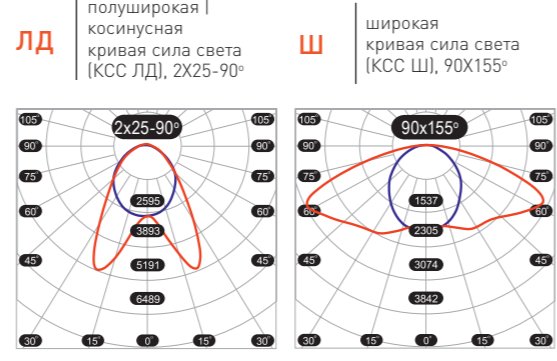 ЛД
полуширокая |
косинусная
кривая сила света
(КСС ЛД), 2Х25-90°
Ш
широкая
кривая сила света
(КСС Ш), 90Х155°
2x25-90°
105° 105°
90° 90°
75° 75°
60° 60°
45° 45°
30° 15° 0° 15° 30°
2595
3893
5191
6489
90x155°
105° 105°
90° 90°
75° 75°
60° 60°
45° 45°
30° 15° 0° 15° 30°
1537
2305
3074
3842